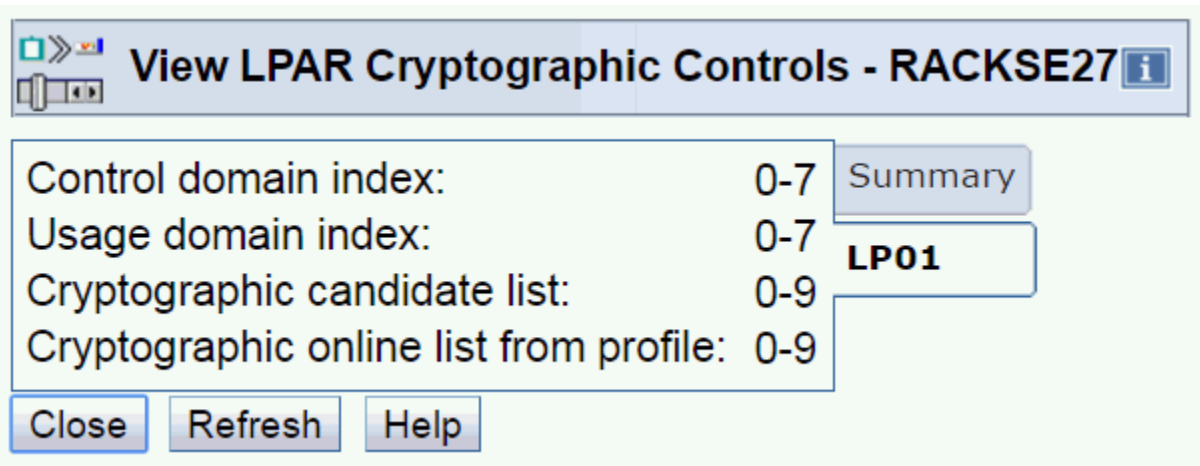 View LPAR Cryptographic Controls - RACKSE27 i
Control domain index: 0-7
Usage domain index: 0-7
Cryptographic candidate list: 0-9
Cryptographic online list from profile: 0-9
Summary
LP01
Close Refresh Help